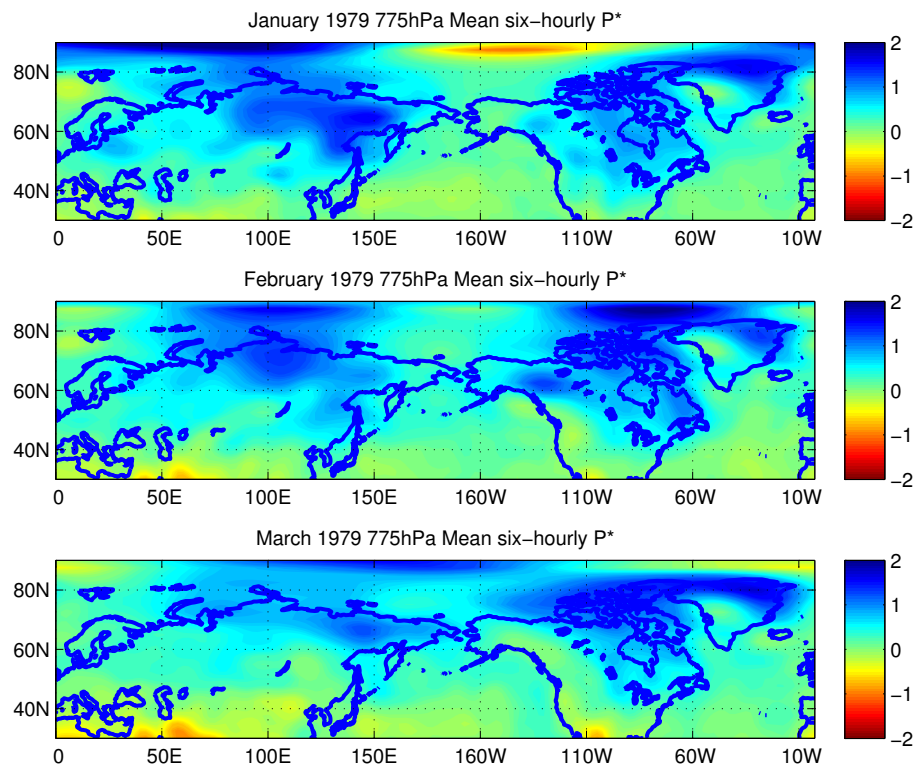 January 1979 775hPa Mean six−hourly P*
80N
60N
40N
0 50E 100E 150E 160W 110W 60W 10W
2
1
0
−1
−2
February 1979 775hPa Mean six−hourly P*
80N
60N
40N
0 50E 100E 150E 160W 110W 60W 10W
2
1
0
−1
−2
March 1979 775hPa Mean six−hourly P*
80N
60N
40N
0 50E 100E 150E 160W 110W 60W 10W
2
1
0
−1
−2